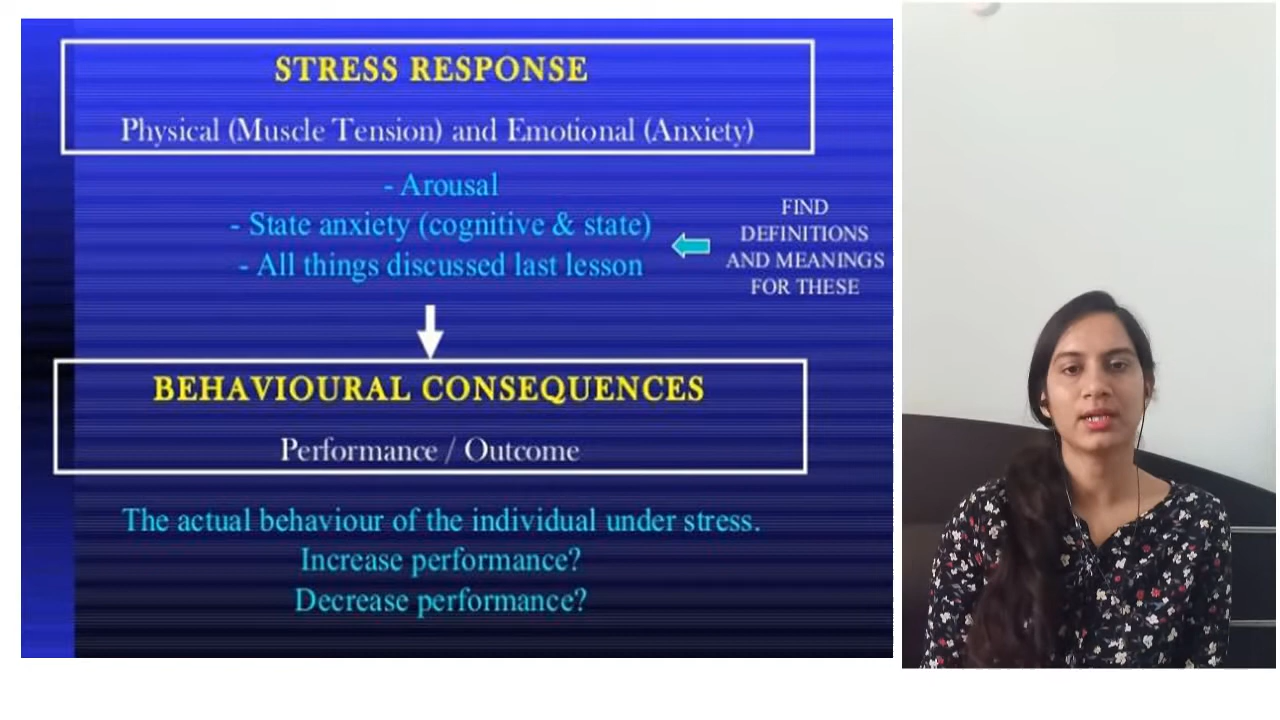 STRESS RESPONSE
Physical (Muscle Tension) and Emotional (Anxiety)
- Arousal
- State anxiety (cognitive & state)
- All things discussed last lesson
FIND
DEFINITIONS
AND MEANINGS
FOR THESE
BEHAVIOURAL CONSEQUENCES
Performance / Outcome
The actual behaviour of the individual under stress.
Increase performance?
Decrease performance?